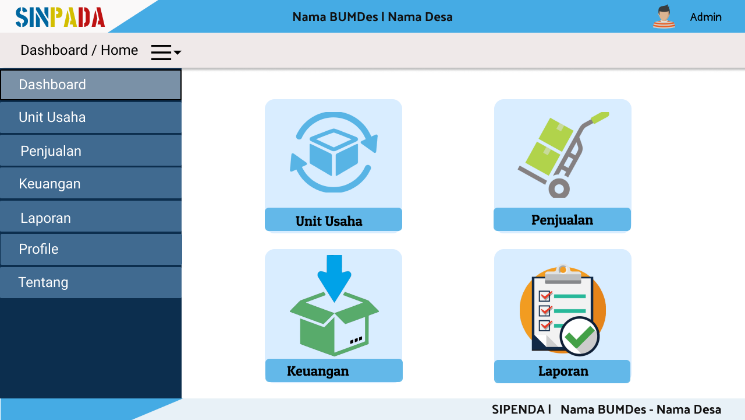 SINPADA
Nama BUMDes | Nama Desa
Admin
Dashboard / Home
Dashboard
Unit Usaha
Penjualan
Keuangan
Laporan
Profile
Tentang
Unit Usaha
Penjualan
Keuangan
Laporan
SIPENDA | Nama BUMDes - Nama Desa